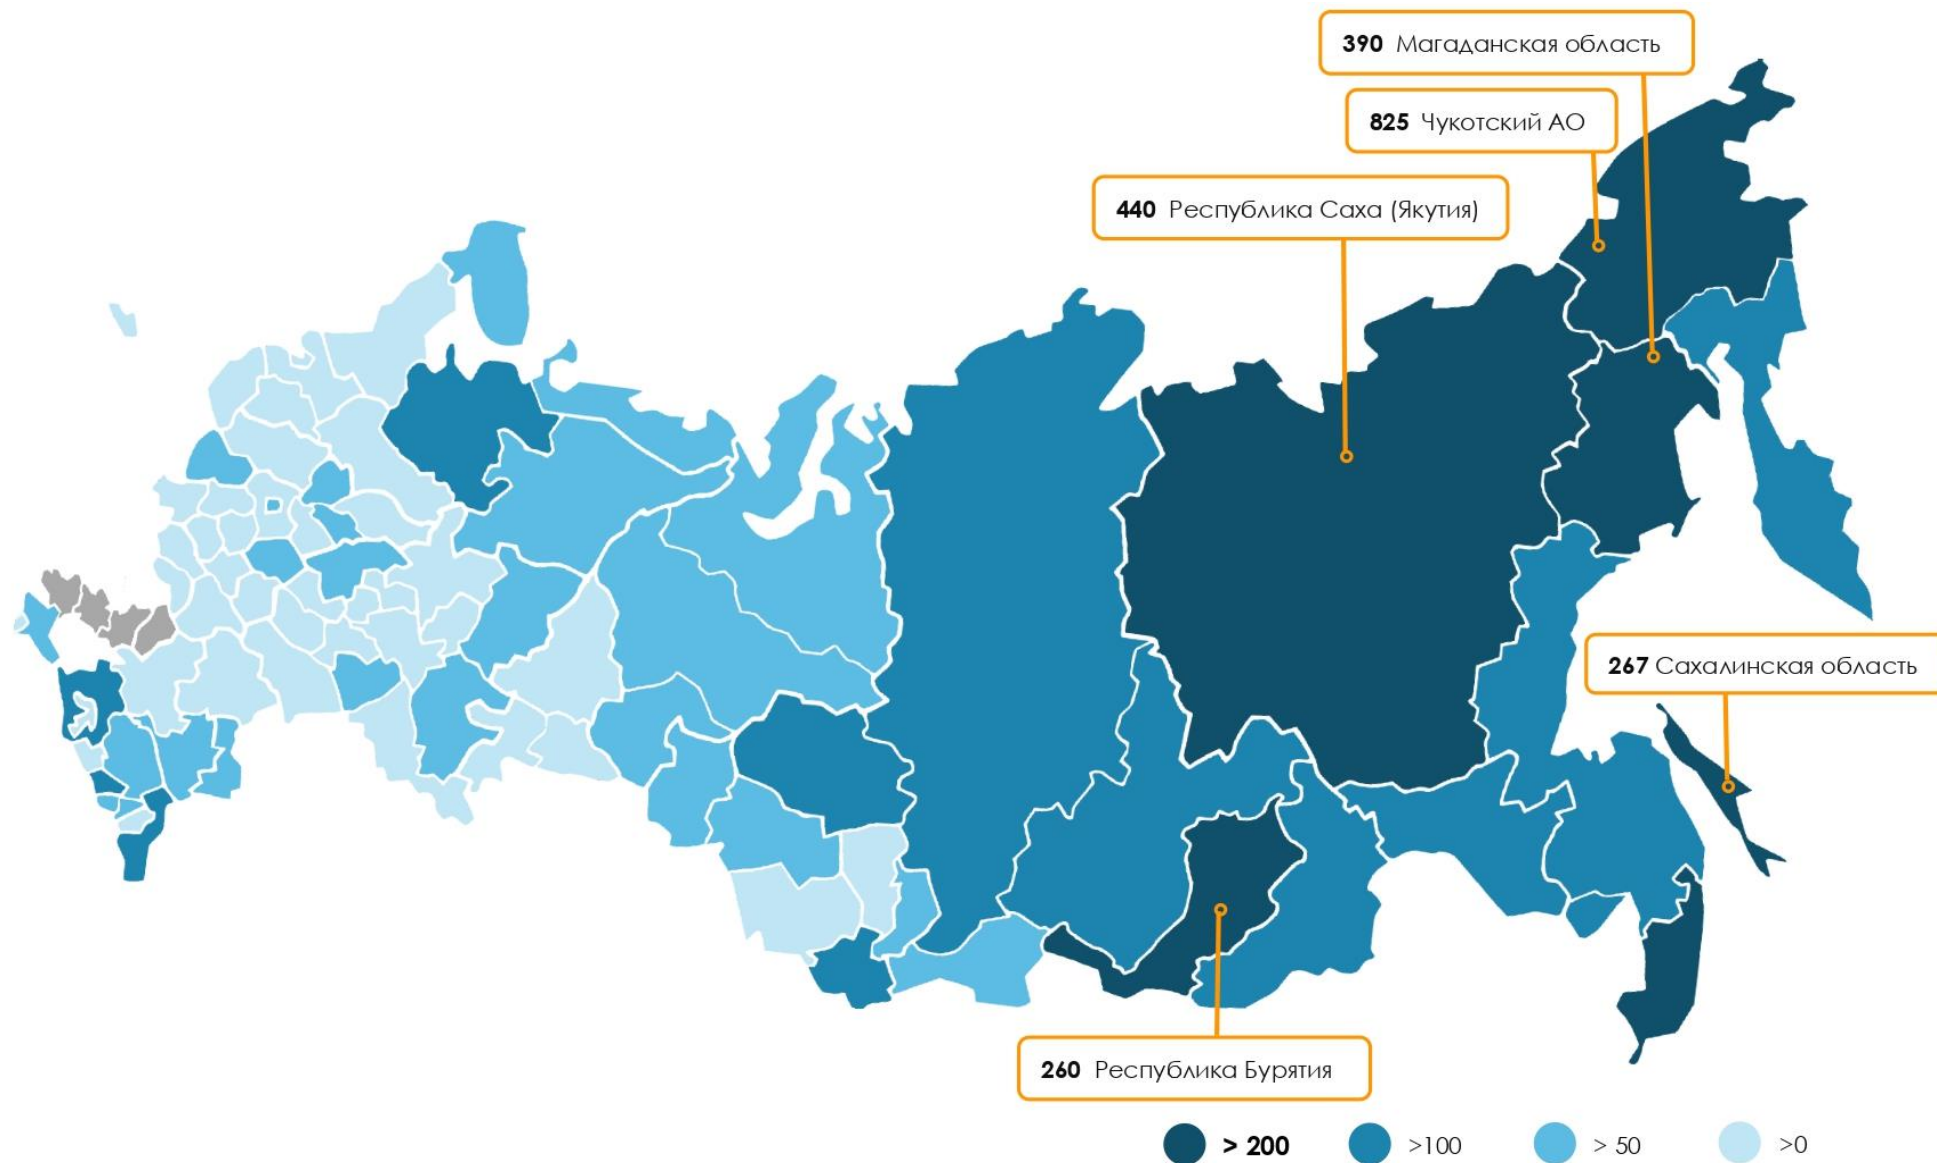 390 Магаданская область
825 Чукотский АО
440 Республика Саха (Якутия)
267 Сахалинская область
260 Республика Бурятия
> 200
>100
> 50
>0